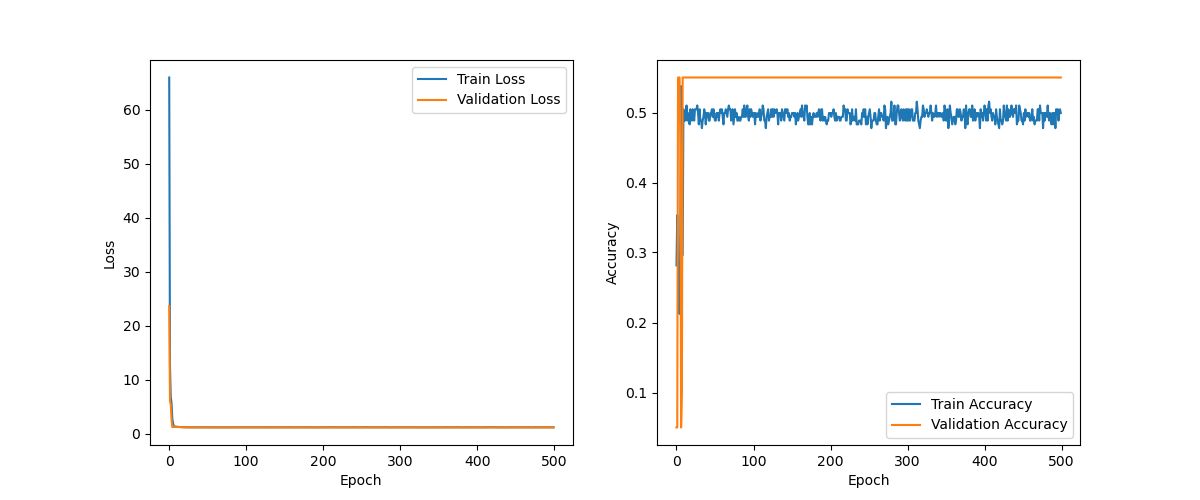 Train Loss
Validation Loss
60
50
40
30
20
10
0
Loss
0 100 200 300 400 500
Epoch
0.5
0.4
0.3
0.2
0.1
Accuracy
Train Accuracy
Validation Accuracy
0 100 200 300 400 500
Epoch